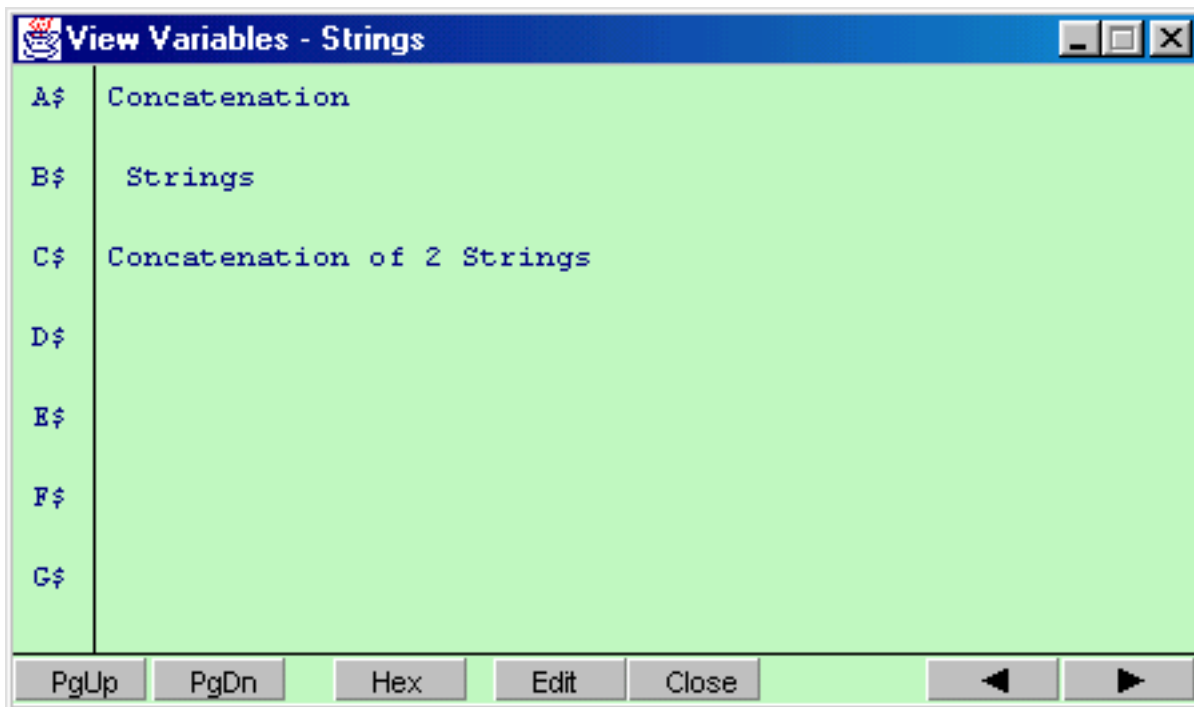 View Variables - Strings
A$ Concatenation
B$ Strings
C$ Concatenation of 2 Strings
D$
E$
F$
G$
PgUp PgDn Hex Edit Close